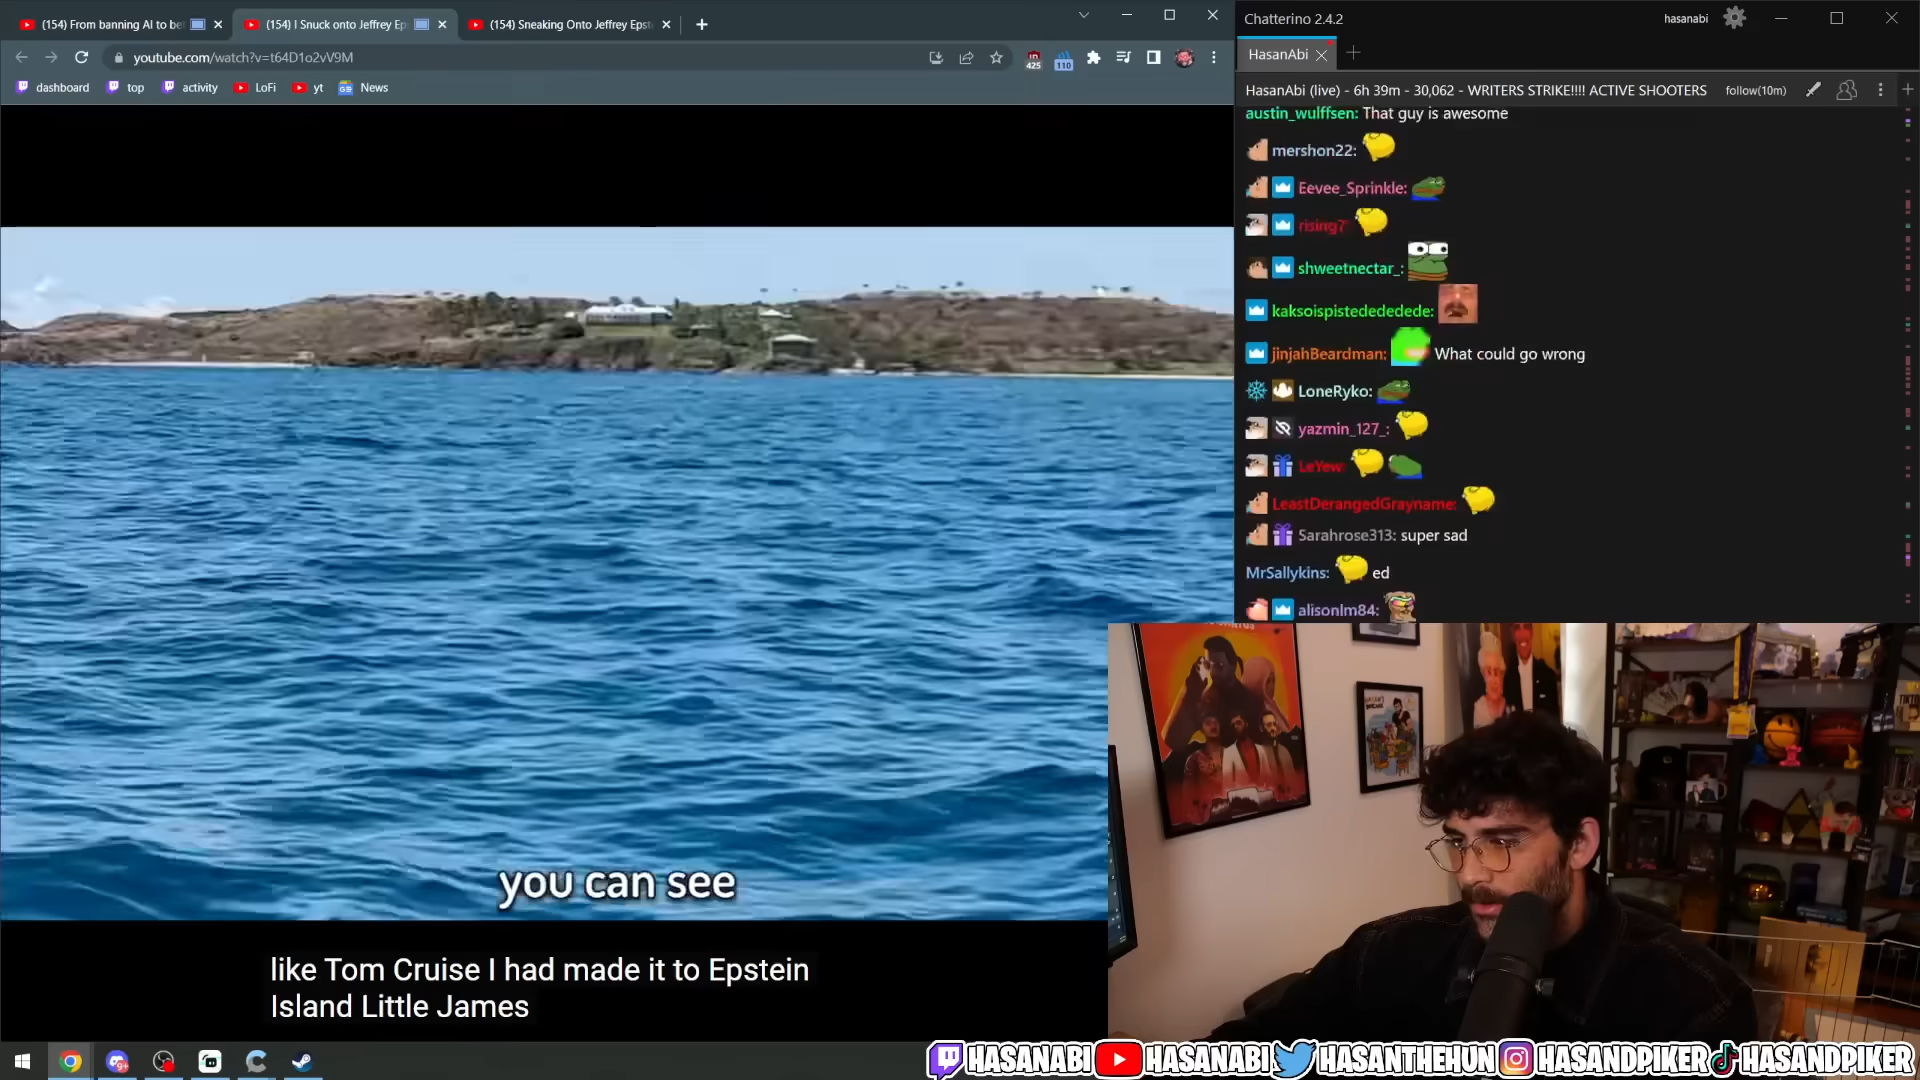 (154) From banning AI to be
(154) I Snuck onto Jeffrey Ep
(154) Sneaking Onto Jeffrey Epst
youtube.com/watch?v=t64D1o2vV9M
425
110
dashboard
top
activity
LoFi
yt
News
you can see
like Tom Cruise I had made it to Epstein
Island Little James
Chatterino 2.4.2
hasanabi
HasanAbi
HasanAbi (live) - 6h 39m - 30,062 - WRITERS STRIKE!!!! ACTIVE SHOOTERS
follow(10m)
austin_wulffsen: That guy is awesome
mershon22:
Eevee_Sprinkle:
rising7:
shweetnectar_:
kaksoispistedededede:
jinjahBeardman: What could go wrong
LoneRyko:
yazmin_127_:
LeYew:
LeastDerangedGrayname:
Sarahrose313: super sad
MrSallykins: ed
alisonlm84:
HASANABI
HASANABI
HASANTHEHUN
HASANDPIKER
HASANDPIKER